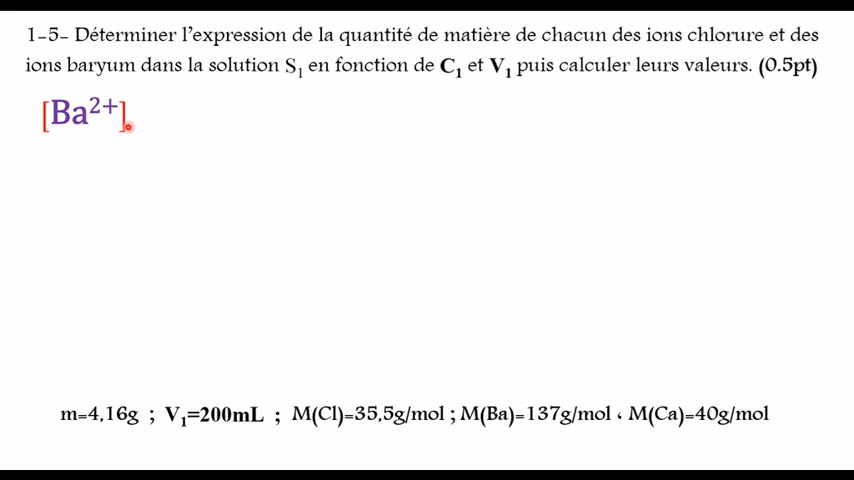 1-5- Déterminer l'expression de la quantité de matière de chacun des ions chlorure et des
ions baryum dans la solution S₁ en fonction de C₁ et V₁ puis calculer leurs valeurs. (0.5pt)
[Ba²⁺]
m=4,16g ; V₁=200mL ; M(Cl)=35,5g/mol ; M(Ba)=137g/mol ، M(Ca)=40g/mol